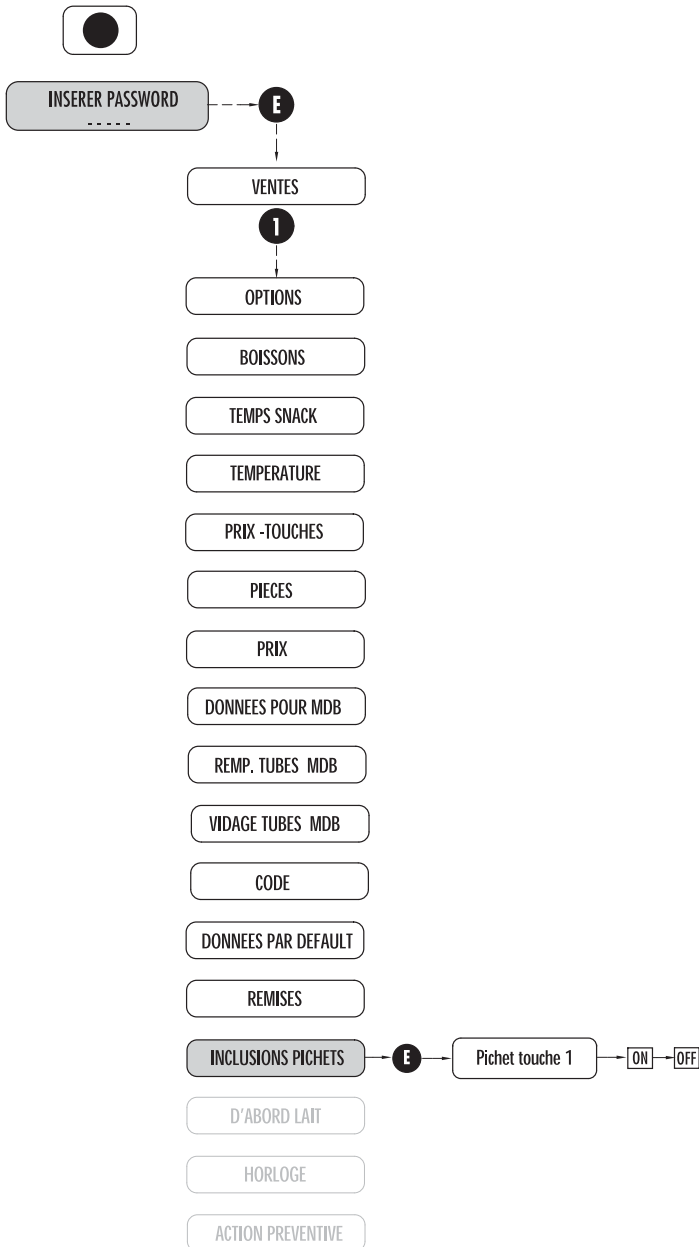 INSERER PASSWORD
- - - - -
E
VENTES
1
OPTIONS
BOISSONS
TEMPS SNACK
TEMPERATURE
PRIX -TOUCHES
PIECES
PRIX
DONNEES POUR MDB
REMP. TUBES MDB
VIDAGE TUBES MDB
CODE
DONNEES PAR DEFAULT
REMISES
INCLUSIONS PICHETS E Pichet touche 1 ON OFF
D'ABORD LAIT
HORLOGE
ACTION PREVENTIVE